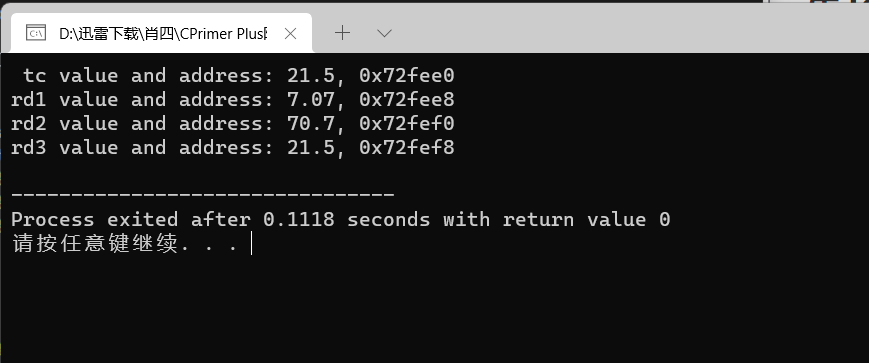 D:\迅雷下载\肖四\CPrimer Plus
tc value and address: 21.5, 0x72fee0
rd1 value and address: 7.07, 0x72fee8
rd2 value and address: 70.7, 0x72fef0
rd3 value and address: 21.5, 0x72fef8
--------------------------------
Process exited after 0.1118 seconds with return value 0
请按任意键继续. . .